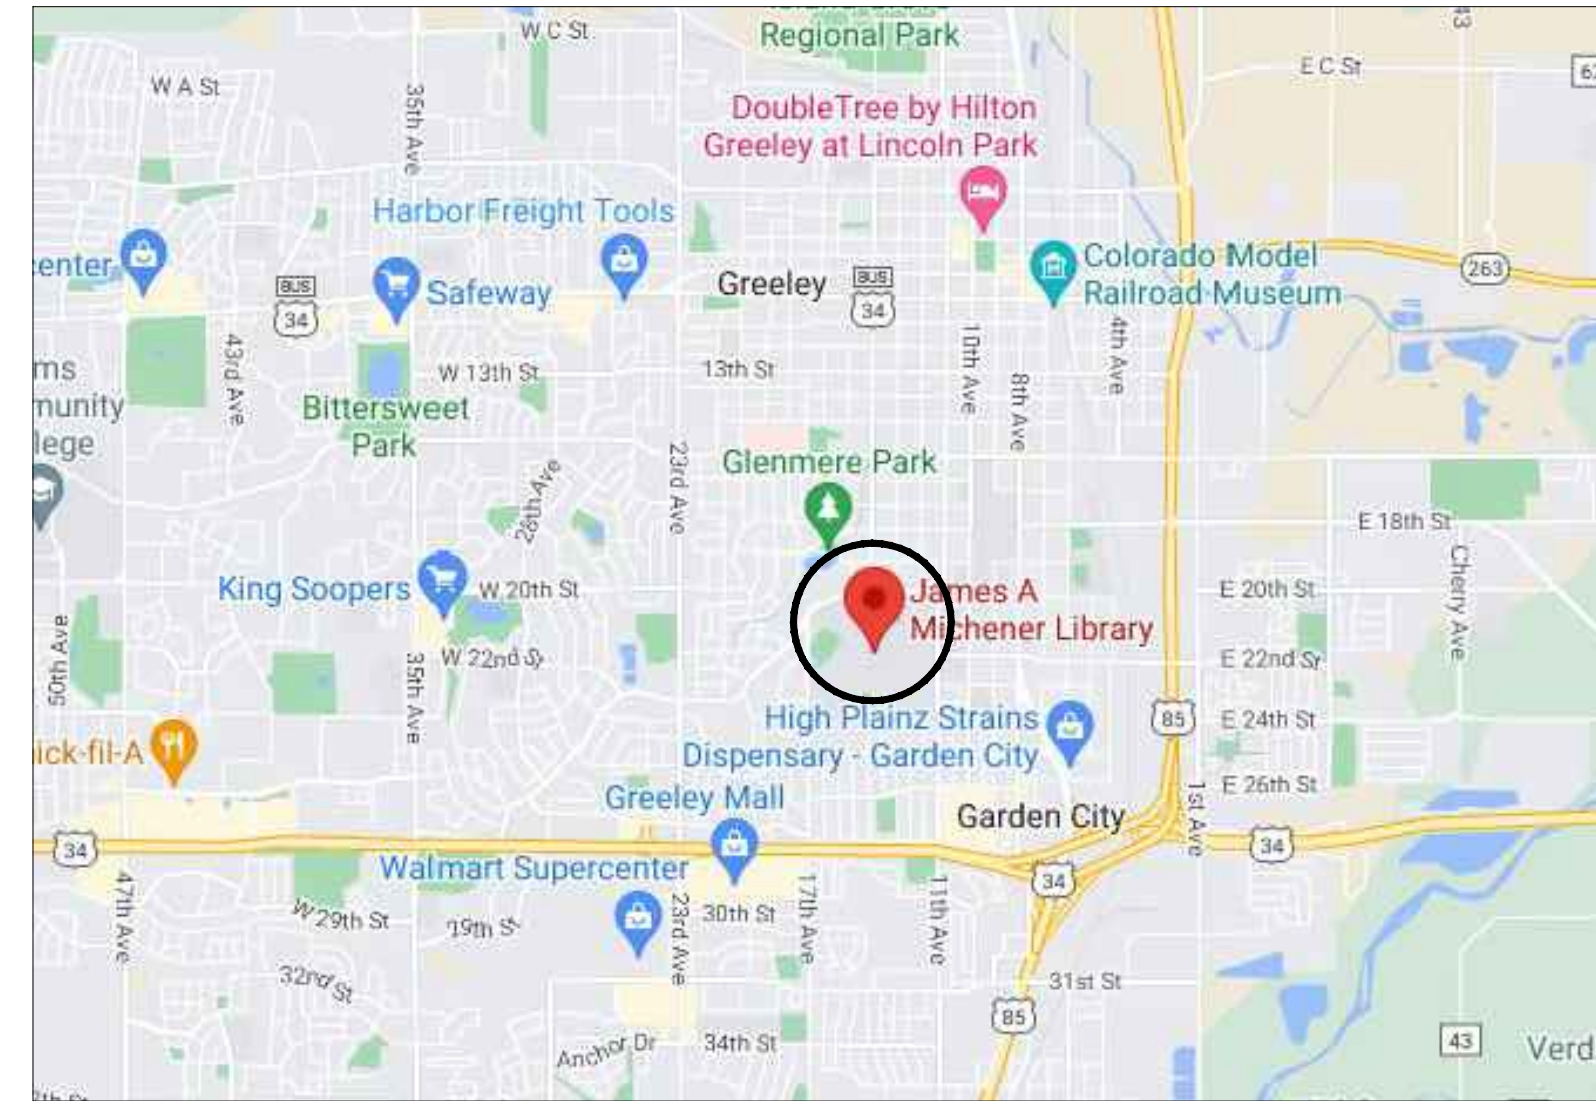 W C St
Regional Park
43
E C St
W A St
35th Ave
DoubleTree by Hilton
Greeley at Lincoln Park
Harbor Freight Tools
center
BUS
34
Safeway
Greeley
BUS
34
Colorado Model
Railroad Museum
263
ms
munity
lege
43rd Ave
W 13th St
13th St
10th Ave
8th Ave
4th Ave
Bittersweet
Park
23rd Ave
Glenmere Park
28th Ave
E 18th St
King Soopers
W 20th St
James A
Michener Library
E 20th St
Cherry Ave
50th Ave
W 22nd St
35th Ave
E 22nd St
High Plainz Strains
Dispensary - Garden City
85
E 24th St
ick-fil-A
Greeley Mall
E 26th St
1st Ave
Garden City
34
34
34
Walmart Supercenter
47th Ave
W 29th St
19th St
23rd Ave
30th St
17th Ave
11th Ave
32nd St
31st St
85
Anchor Dr
34th St
43
Verd